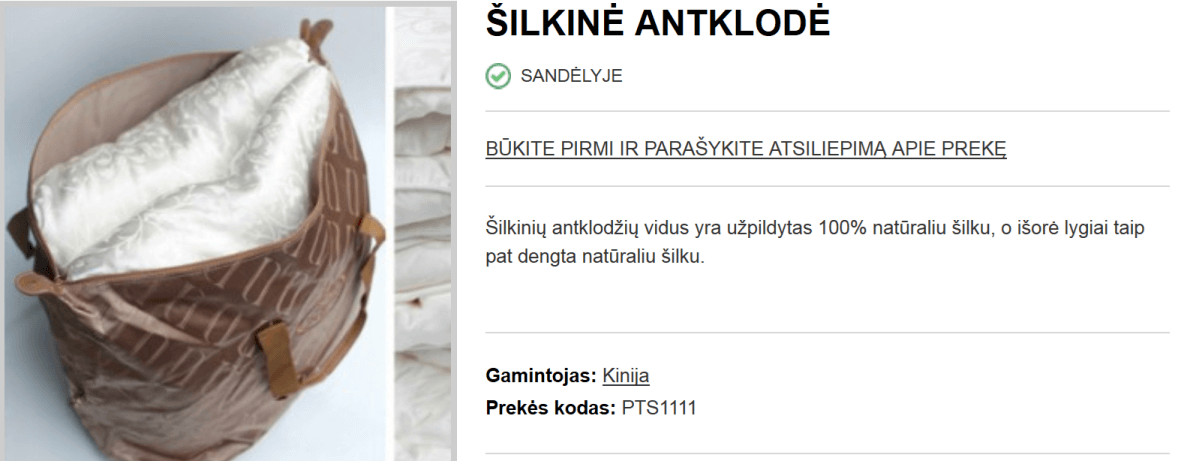 ŠILKINĖ ANTKLODĖ
SANDĖLYJE
BŪKITE PIRMI IR PARAŠYKITE ATSILIEPIMĄ APIE PREKĘ
Šilkinių antklodžių vidus yra užpildytas 100% natūraliu šilku, o išorė lygiai taip
pat dengta natūraliu šilku.
Gamintojas: Kinija
Prekės kodas: PTS1111